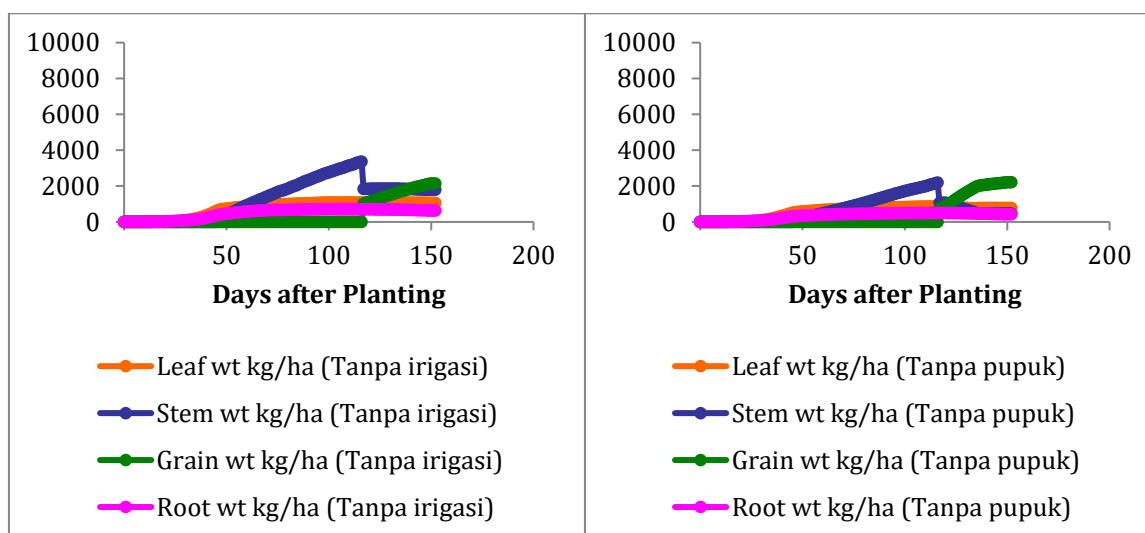 10000
8000
6000
4000
2000
0
50
100
150
200
Days after Planting
Leaf wt kg/ha (Tanpa irigasi)
Stem wt kg/ha (Tanpa irigasi)
Grain wt kg/ha (Tanpa irigasi)
Root wt kg/ha (Tanpa irigasi)
10000
8000
6000
4000
2000
0
50
100
150
200
Days after Planting
Leaf wt kg/ha (Tanpa pupuk)
Stem wt kg/ha (Tanpa pupuk)
Grain wt kg/ha (Tanpa pupuk)
Root wt kg/ha (Tanpa pupuk)